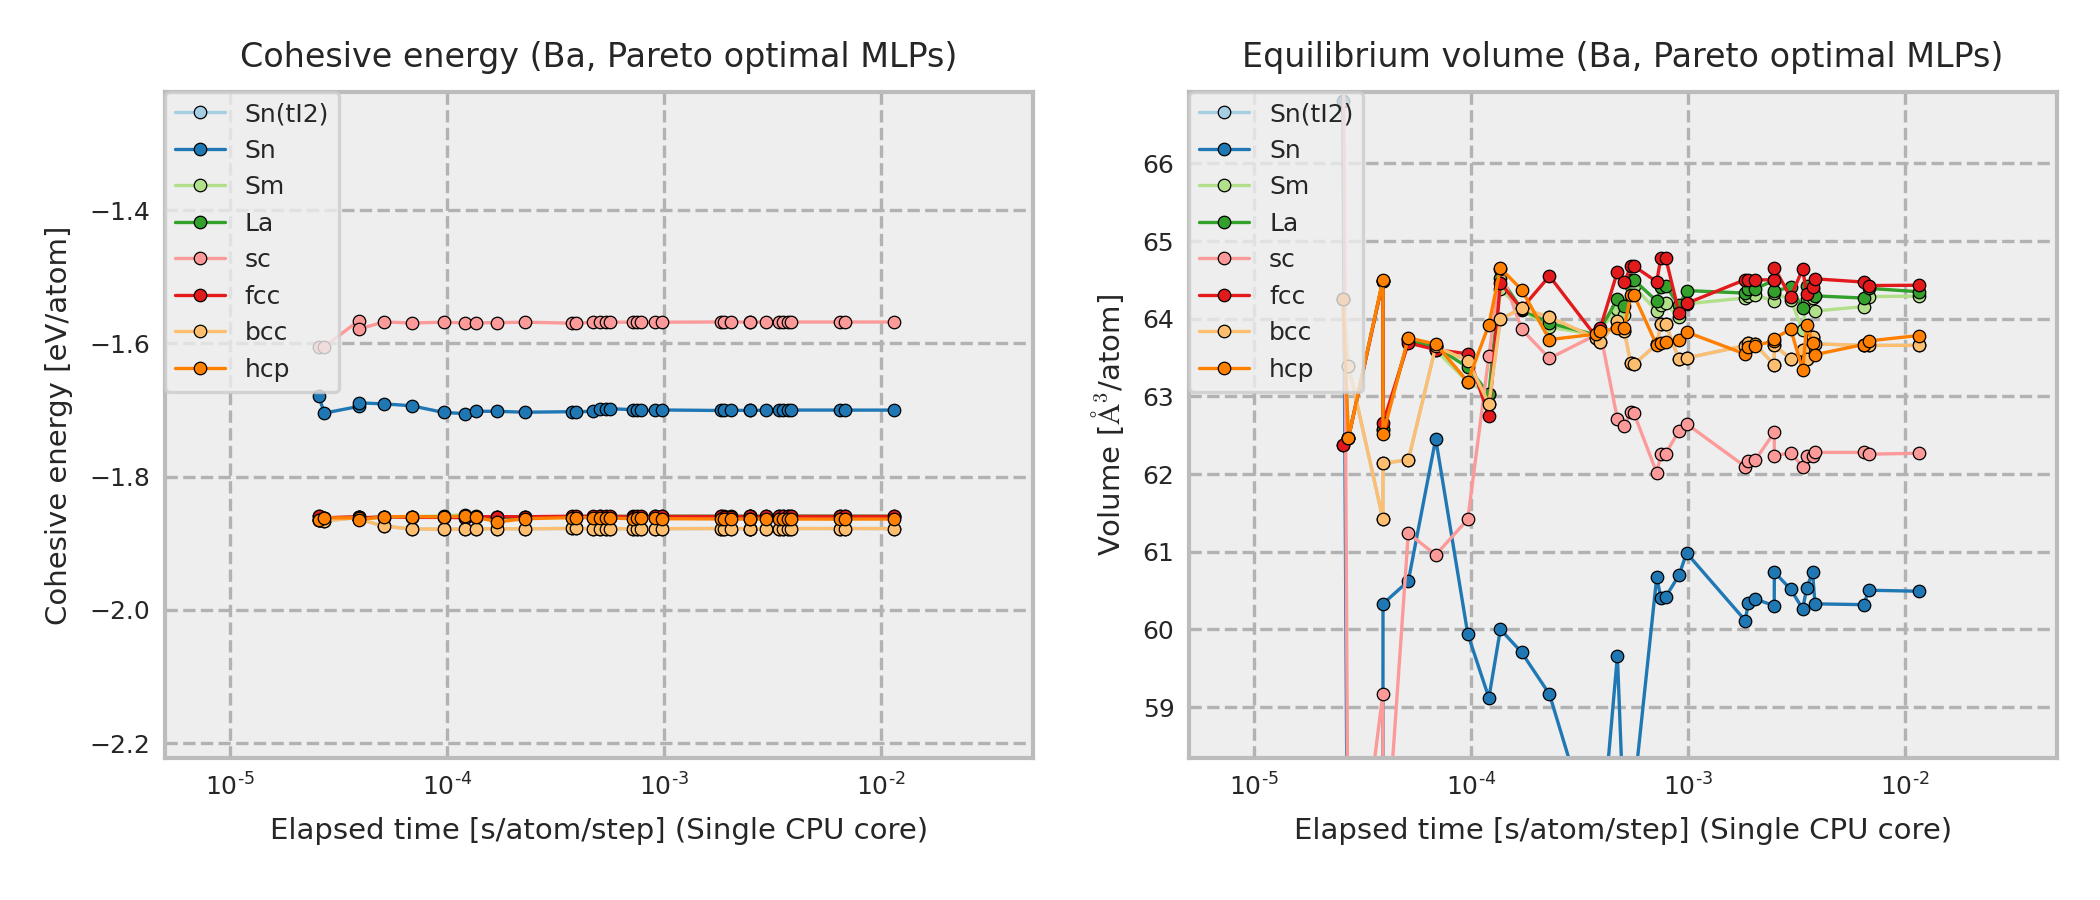 Cohesive energy (Ba, Pareto optimal MLPs)
Sn(tI2)
Sn
Sm
La
sc
fcc
bcc
hcp
−1.4
−1.6
−1.8
−2.0
−2.2
Cohesive energy [eV/atom]
10⁻⁵ 10⁻⁴ 10⁻³ 10⁻²
Elapsed time [s/atom/step] (Single CPU core)
Equilibrium volume (Ba, Pareto optimal MLPs)
Sn(tI2)
Sn
Sm
La
sc
fcc
bcc
hcp
66
65
64
63
62
61
60
59
Volume [Å³/atom]
10⁻⁵ 10⁻⁴ 10⁻³ 10⁻²
Elapsed time [s/atom/step] (Single CPU core)